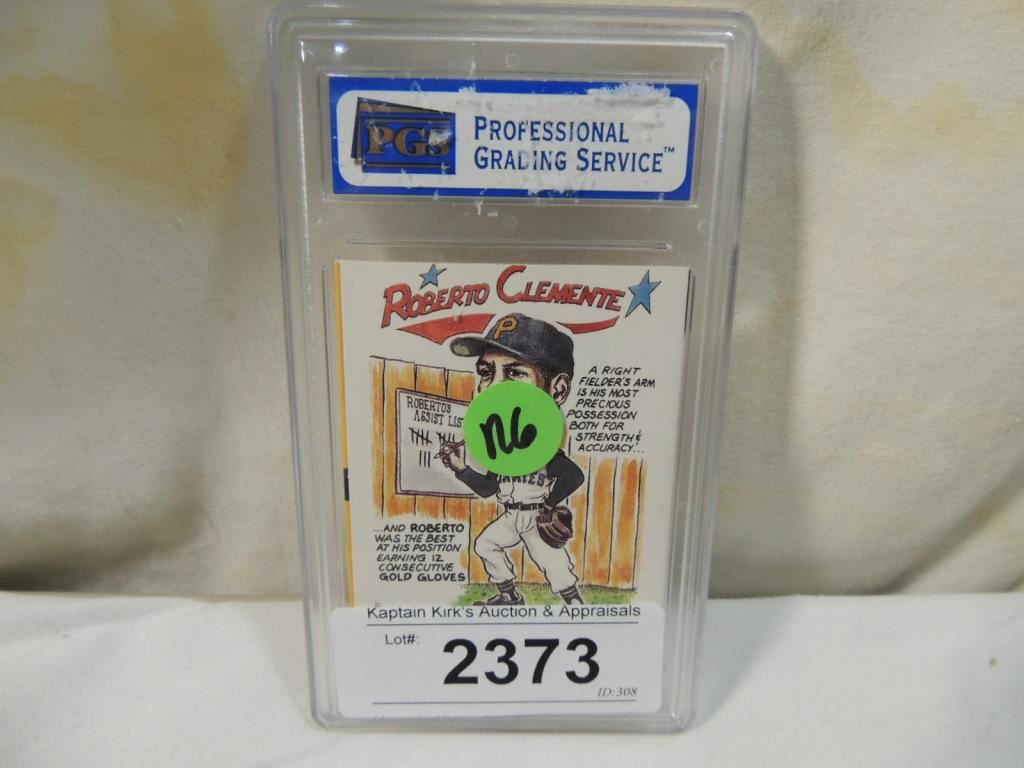 PGS
PROFESSIONAL
GRADING SERVICE™
ROBERTO CLEMENTE
P
A RIGHT
FIELDER'S ARM
IS HIS MOST
PRECIOUS
POSSESSION
BOTH FOR
STRENGTH &
ACCURACY...
ROBERTO'S
ASSIST LIS
N6
...AND ROBERTO
WAS THE BEST
AT HIS POSITION
EARNING 12
CONSECUTIVE
GOLD GLOVES
Kaptain Kirk's Auction & Appraisals
Lot#:
2373
ID: 308